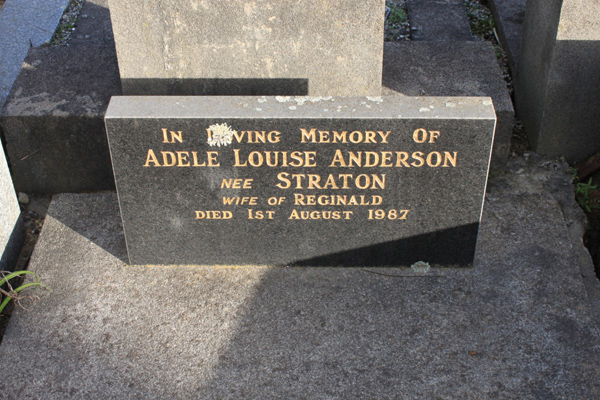 In Loving Memory Of
Adele Louise Anderson
nee Straton
wife of Reginald
died 1st August 1987